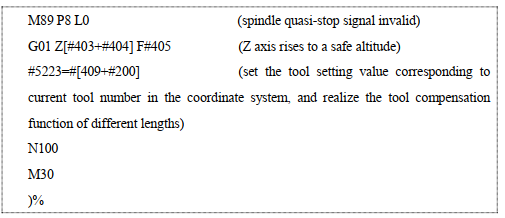 M89 P8 L0 (spindle quasi-stop signal invalid)
G01 Z[#403+#404] F#405 (Z axis rises to a safe altitude)
#5223=#[409+#200] (set the tool setting value corresponding to
current tool number in the coordinate system, and realize the tool compensation
function of different lengths)
N100
M30
)%